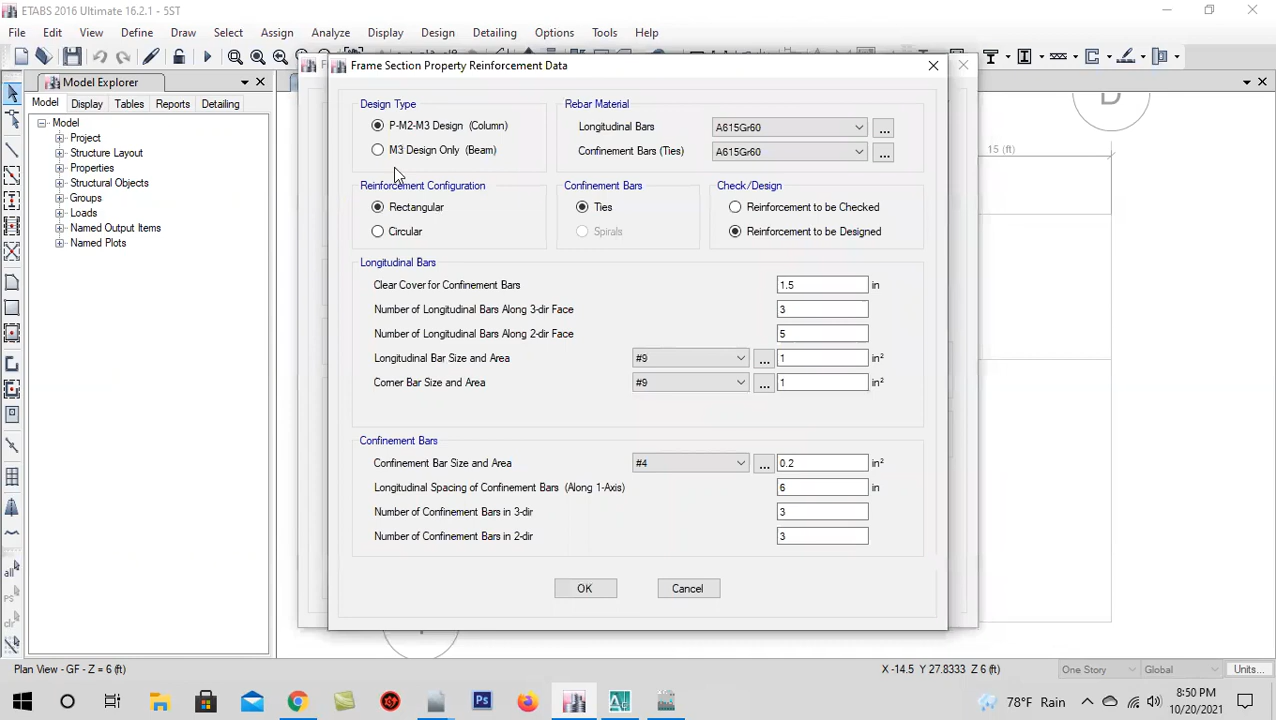 ETABS 2016 Ultimate 16.2.1 - 5ST
File Edit View Define Draw Select Assign Analyze Display Design Detailing Options Tools Help
Frame Section Property Reinforcement Data
Model Explorer
Model Display Tables Reports Detailing
Model
Project
Structure Layout
Properties
Structural Objects
Groups
Loads
Named Output Items
Named Plots
Design Type
P-M2-M3 Design (Column)
M3 Design Only (Beam)
Rebar Material
Longitudinal Bars A615Gr60 ...
Confinement Bars (Ties) A615Gr60 ...
Reinforcement Configuration
Rectangular
Circular
Confinement Bars
Ties
Spirals
Check/Design
Reinforcement to be Checked
Reinforcement to be Designed
Longitudinal Bars
Clear Cover for Confinement Bars 1.5 in
Number of Longitudinal Bars Along 3-dir Face 3
Number of Longitudinal Bars Along 2-dir Face 5
Longitudinal Bar Size and Area #9 ... 1 in²
Corner Bar Size and Area #9 ... 1 in²
Confinement Bars
Confinement Bar Size and Area #4 ... 0.2 in²
Longitudinal Spacing of Confinement Bars (Along 1-Axis) 6 in
Number of Confinement Bars in 3-dir 3
Number of Confinement Bars in 2-dir 3
OK Cancel
15 (ft)
all
Plan View - GF - Z = 6 (ft) X -14.5 Y 27.8333 Z 6 (ft) One Story Global Units...
Ps 78°F Rain 8:50 PM
10/20/2021